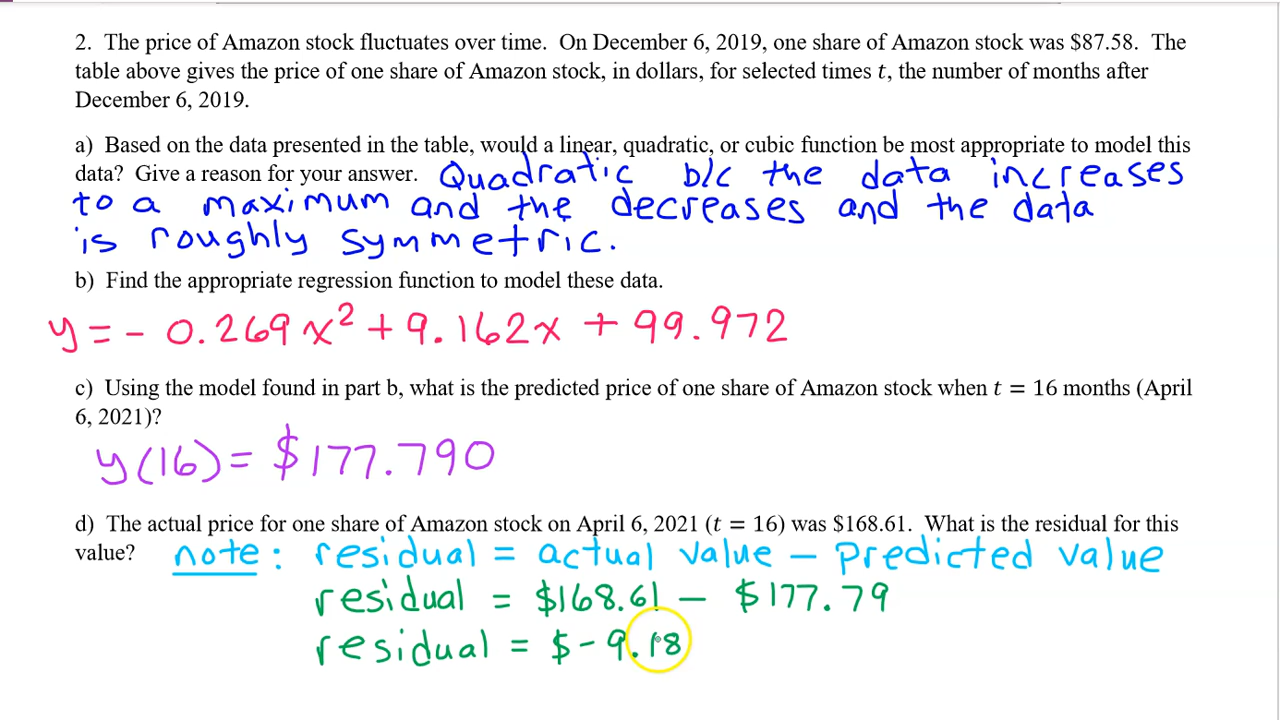 2. The price of Amazon stock fluctuates over time. On December 6, 2019, one share of Amazon stock was $87.58. The
table above gives the price of one share of Amazon stock, in dollars, for selected times t, the number of months after
December 6, 2019.
a) Based on the data presented in the table, would a linear, quadratic, or cubic function be most appropriate to model this
data? Give a reason for your answer. Quadratic b/c the data increases
to a maximum and the decreases and the data
is roughly symmetric.
b) Find the appropriate regression function to model these data.
y = - 0.269x² + 9.162x + 99.972
c) Using the model found in part b, what is the predicted price of one share of Amazon stock when t = 16 months (April
6, 2021)?
y(16) = $177.790
d) The actual price for one share of Amazon stock on April 6, 2021 (t = 16) was $168.61. What is the residual for this
value? note: residual = actual value – predicted value
residual = $168.61 – $177.79
residual = $-9.18